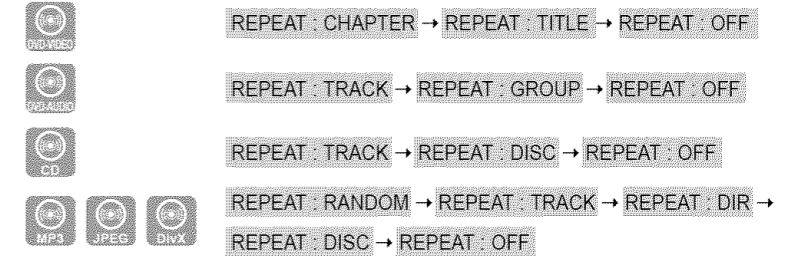 DVD-VIDEO REPEAT : CHAPTER → REPEAT : TITLE → REPEAT : OFF
DVD-AUDIO REPEAT : TRACK → REPEAT : GROUP → REPEAT : OFF
CD REPEAT : TRACK → REPEAT : DISC → REPEAT : OFF
MP3 JPEG DivX REPEAT : RANDOM → REPEAT : TRACK → REPEAT : DIR →
REPEAT : DISC → REPEAT : OFF